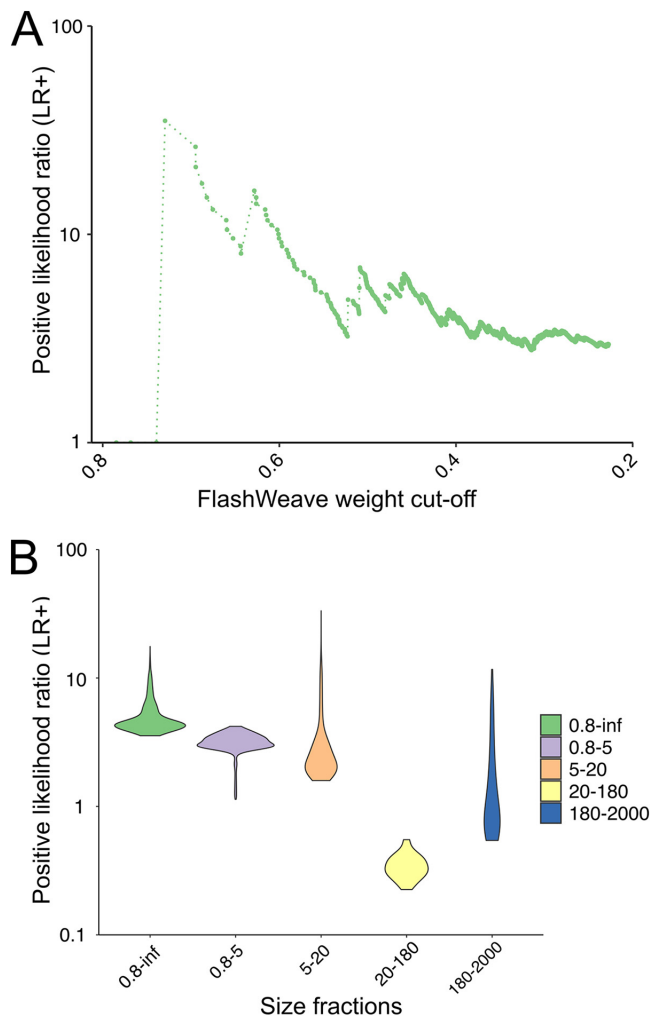 A
Positive likelihood ratio (LR+)
100
10
1
0.8
0.6
0.4
0.2
FlashWeave weight cut-off
B
Positive likelihood ratio (LR+)
100
10
1
0.1
0.8-inf
0.8-5
5-20
20-180
180-2000
Size fractions
0.8-inf
0.8-5
5-20
20-180
180-2000